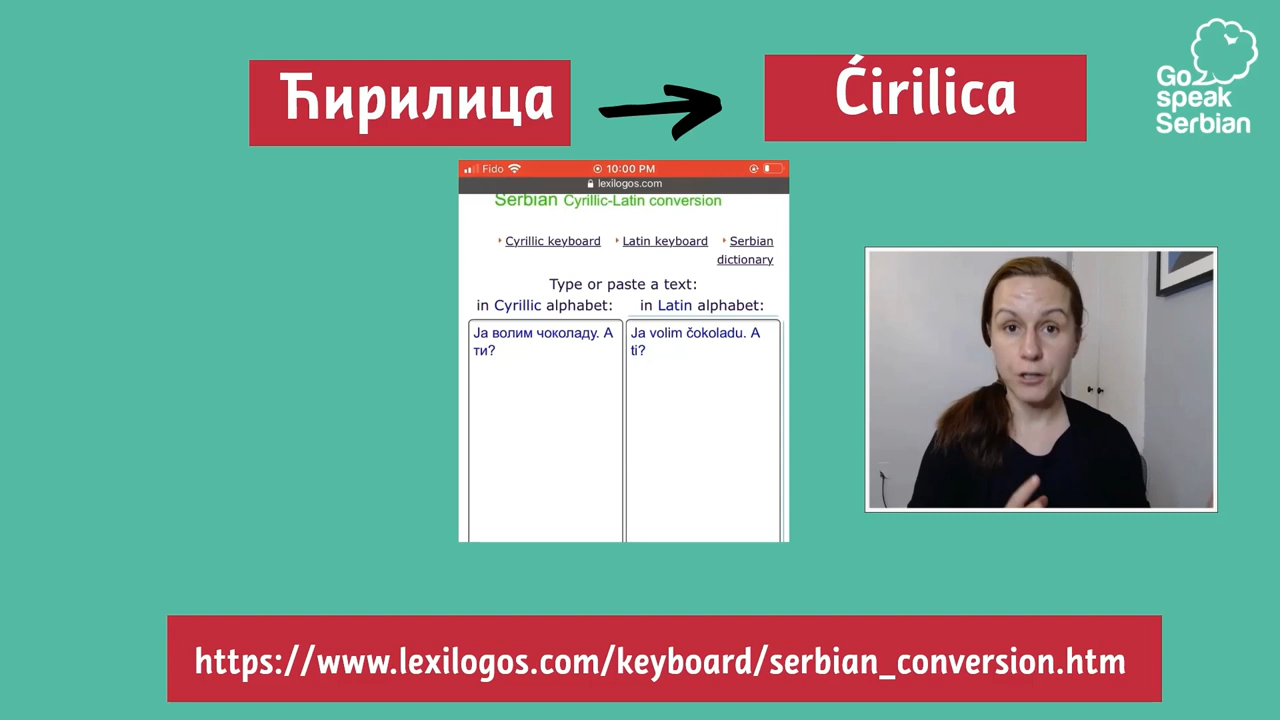 Ћирилица
Ćirilica
Go
speak
Serbian
Fido
10:00 PM
lexilogos.com
Serbian Cyrillic-Latin conversion
Cyrillic keyboard
Latin keyboard
Serbian
dictionary
Type or paste a text:
in Cyrillic alphabet:
in Latin alphabet:
Ја волим чоколаду. А
ти?
Ja volim čokoladu. A
ti?
https://www.lexilogos.com/keyboard/serbian_conversion.htm